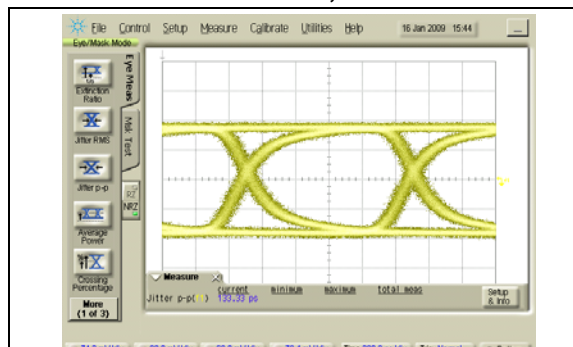 File Control Setup Measure Calibrate Utilities Help 16 Jan 2009 15:44
Eye/Mask Mode
Eye Meas
Mask Test
Extinction
Ratio
Jitter RMS
Jitter p-p
RZ
NRZ
Average
Power
Crossing
Percentage
More
(1 of 3)
Measure
current minimum maximum total meas
Jitter p-p( ) 133.33 ps
Setup
& Info